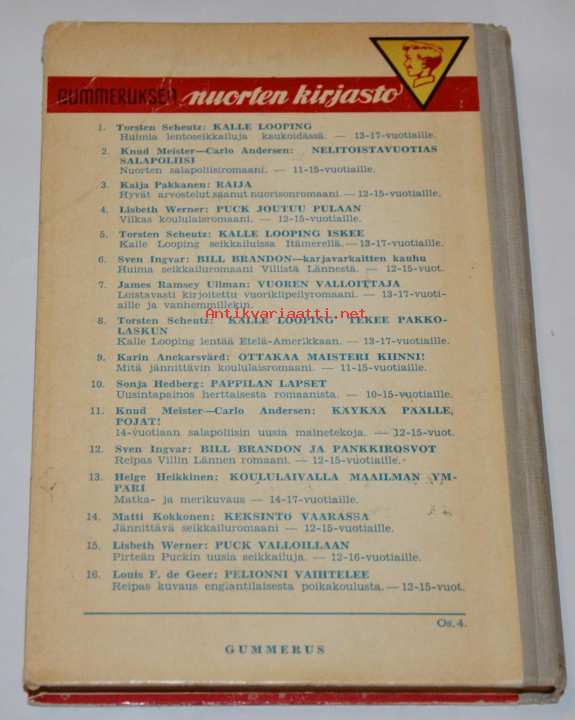 GUMMERUKSEN nuorten kirjasto
1. Torsten Scheutz: KALLE LOOPING
Huimia lentoseikkailuja kaukoidässä. — 13-17-vuotiaille.
2. Knud Meister—Carlo Andersen: NELITOISTAVUOTIAS
SALAPOLIISI
Nuorten salapoliisiromaani. — 11-15-vuotiaille.
3. Kaija Pakkanen: RAIJA
Hyvät arvostelut saanut nuorisonromaani. — 12-15-vuotiaille.
4. Lisbeth Werner: PUCK JOUTUU PULAAN
Vilkas koululaisromaani. — 12-15-vuotiaille.
5. Torsten Scheutz: KALLE LOOPING ISKEE
Kalle Looping seikkailuissa Itämerellä. — 13-17-vuotiaille.
6. Sven Ingvar: BILL BRANDON—karjavarkaitten kauhu
Huima seikkailuromaani Villistä Lännestä. — 12-15-vuot.
7. James Ramsey Ullman: VUOREN VALLOITTAJA
Loistavasti kirjoitettu vuorikiipeilyromaani. — 13-17-vuoti-
aille ja vanhempillekin.
Antikvariaatti.net
8. Torsten Scheutz: KALLE LOOPING TEKEE PAKKO-
LASKUN
Kalle Looping lentää Etelä-Amerikkaan. — 13-17-vuotiaille.
9. Karin Anckarsvärd: OTTAKAA MAISTERI KIINNI!
Mitä jännittävin koululaisromaani. — 11-15-vuotiaille.
10. Sonja Hedberg: PAPPILAN LAPSET
Uusintapainos herttaisesta romaanista. — 10-15-vuotiaille.
11. Knud Meister—Carlo Andersen: KÄYKÄÄ PÄÄLLE,
POJAT!
14-vuotiaan salapoliisin uusia mainetekoja. — 12-15-vuot.
12. Sven Ingvar: BILL BRANDON JA PANKKIROSVOT
Reipas Villin Lännen romaani. — 12-15-vuotiaille.
13. Helge Heikkinen: KOULULAIVALLA MAAILMAN YM-
PÄRI
Matka- ja merikuvaus — 14-17-vuotiaille.
14. Matti Kokkonen: KEKSINTÖ VAARASSA
Jännittävä seikkailuromaani — 12-15-vuotiaille.
15. Lisbeth Werner: PUCK VALLOILLAAN
Pirteän Puckin uusia seikkailuja. — 12-16-vuotiaille.
16. Louis F. de Geer: PELIONNI VAIHTELEE
Reipas kuvaus englantilaisesta poikakoulusta. — 12-15-vuot.
Os. 4.
GUMMERUS